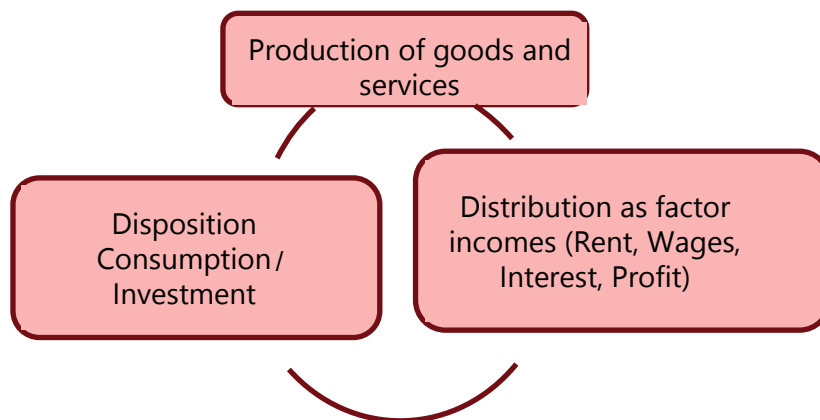 Production of goods and
services
Disposition
Consumption/
Investment
Distribution as factor
incomes (Rent, Wages,
Interest, Profit)